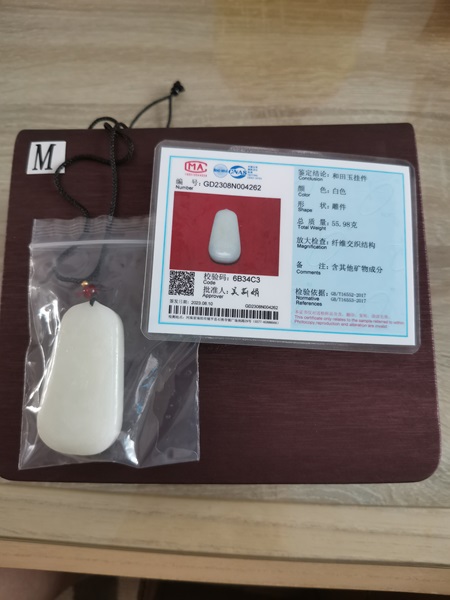 M
MA
CNAS
编 号: GD2308N004262
Number
校验码: 6B34C3
Code
批准人:
Approver
GD2308N004262
鉴定结论: 和田玉挂件
Conclusion
颜 色: 白色
Color
形 状: 雕件
Shape
总 质 量: 55.98克
Total Weight
放大检查: 纤维交织结构
Magnification
备 注: 含其他矿物成分
Comments
检验依据: GB/T16552-2017
Normative GB/T16553-2017
References